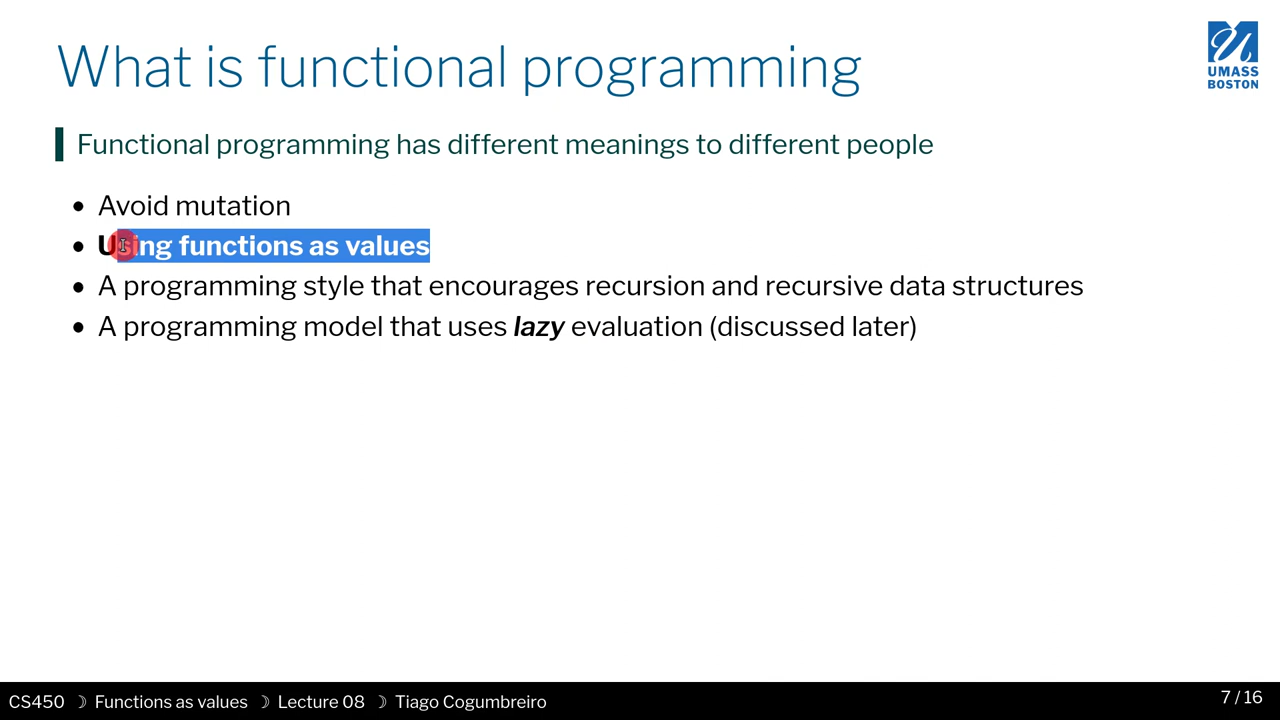 What is functional programming
UMASS
BOSTON
Functional programming has different meanings to different people
• Avoid mutation
• Using functions as values
• A programming style that encourages recursion and recursive data structures
• A programming model that uses lazy evaluation (discussed later)
CS450 ☽ Functions as values ☽ Lecture 08 ☽ Tiago Cogumbreiro
7 / 16